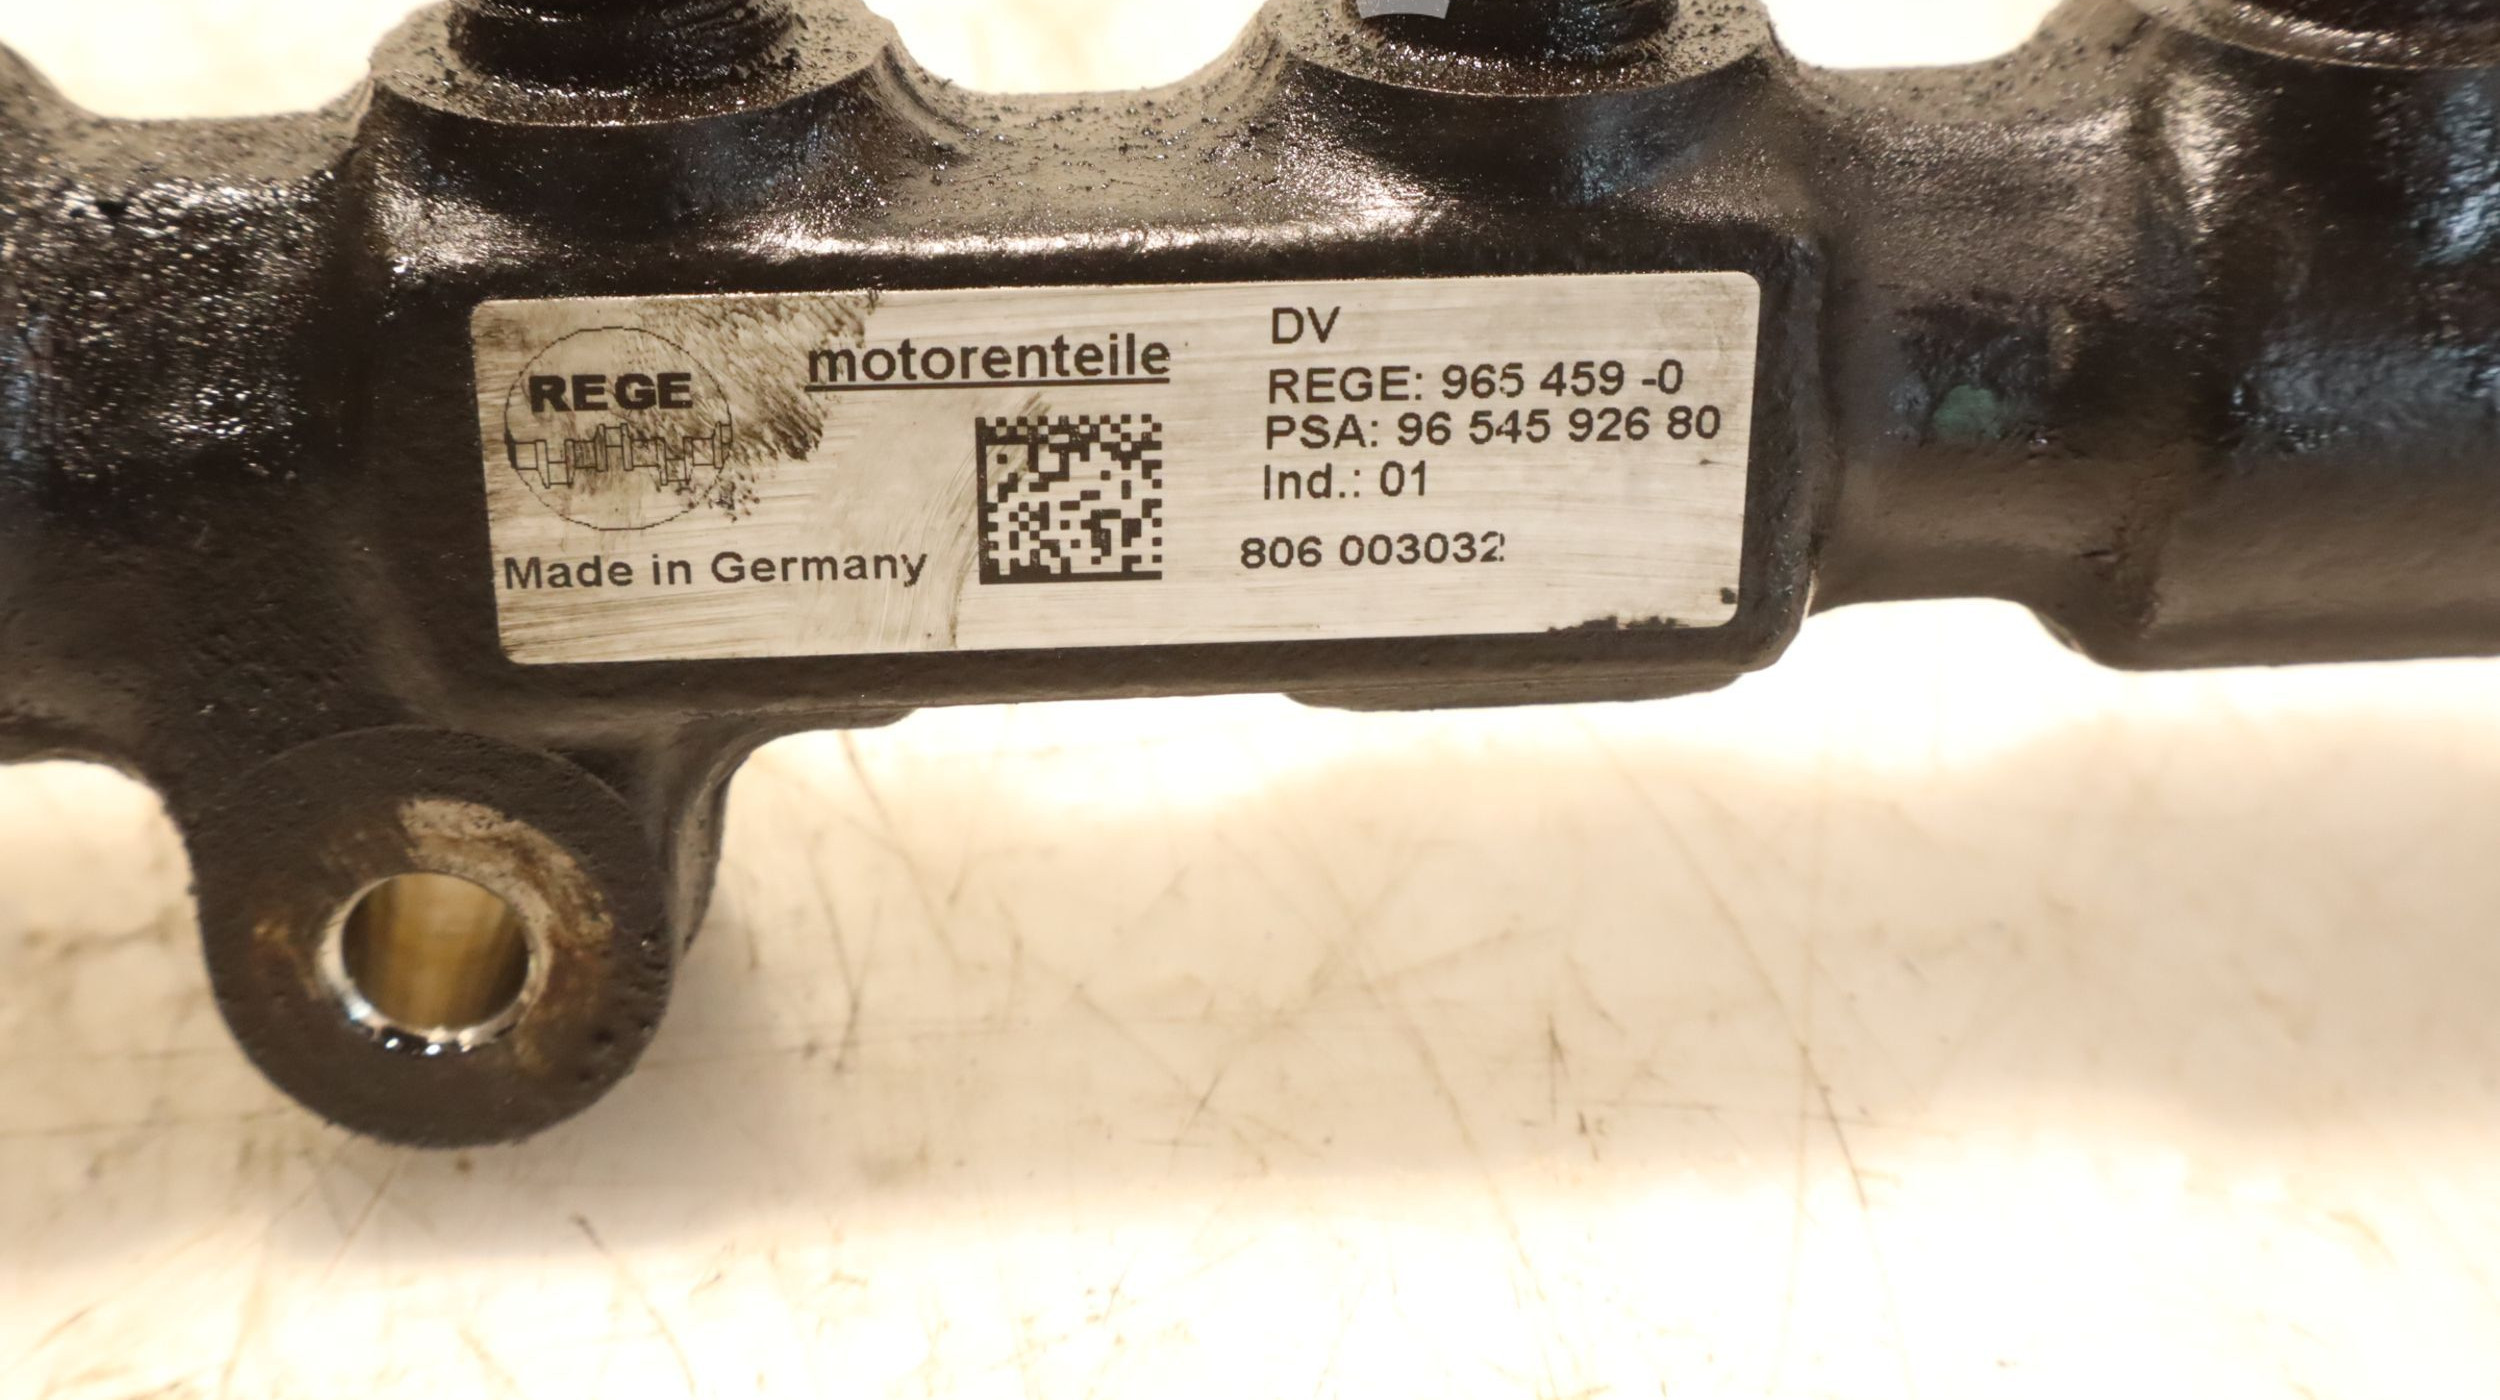 REGE
motorenteile
Made in Germany
DV
REGE: 965 459 -0
PSA: 96 545 926 80
Ind.: 01
806 003032